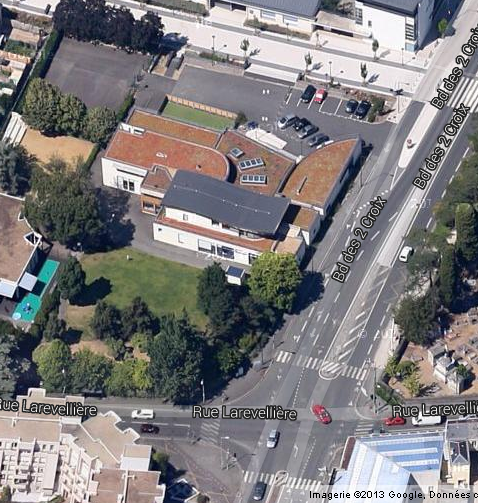 Bd des 2 Croix
Bd des 2 Croix
Bd des 2 Croix
Rue Larevellière
Rue Larevellière
Rue Larevelliè
Imagerie ©2013 Google, Données c